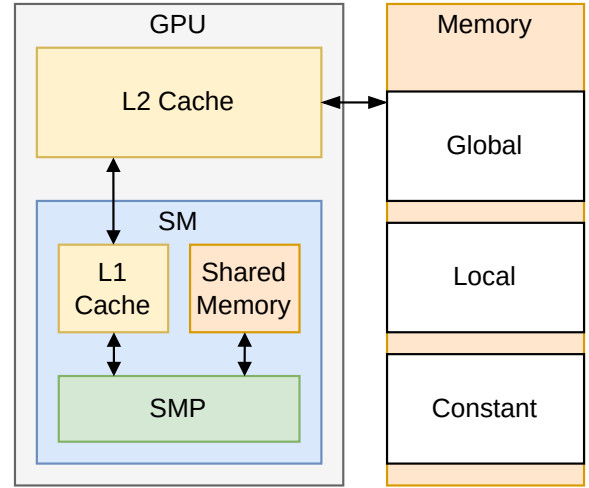 GPU
L2 Cache
SM
L1
Cache
Shared
Memory
SMP
Memory
Global
Local
Constant